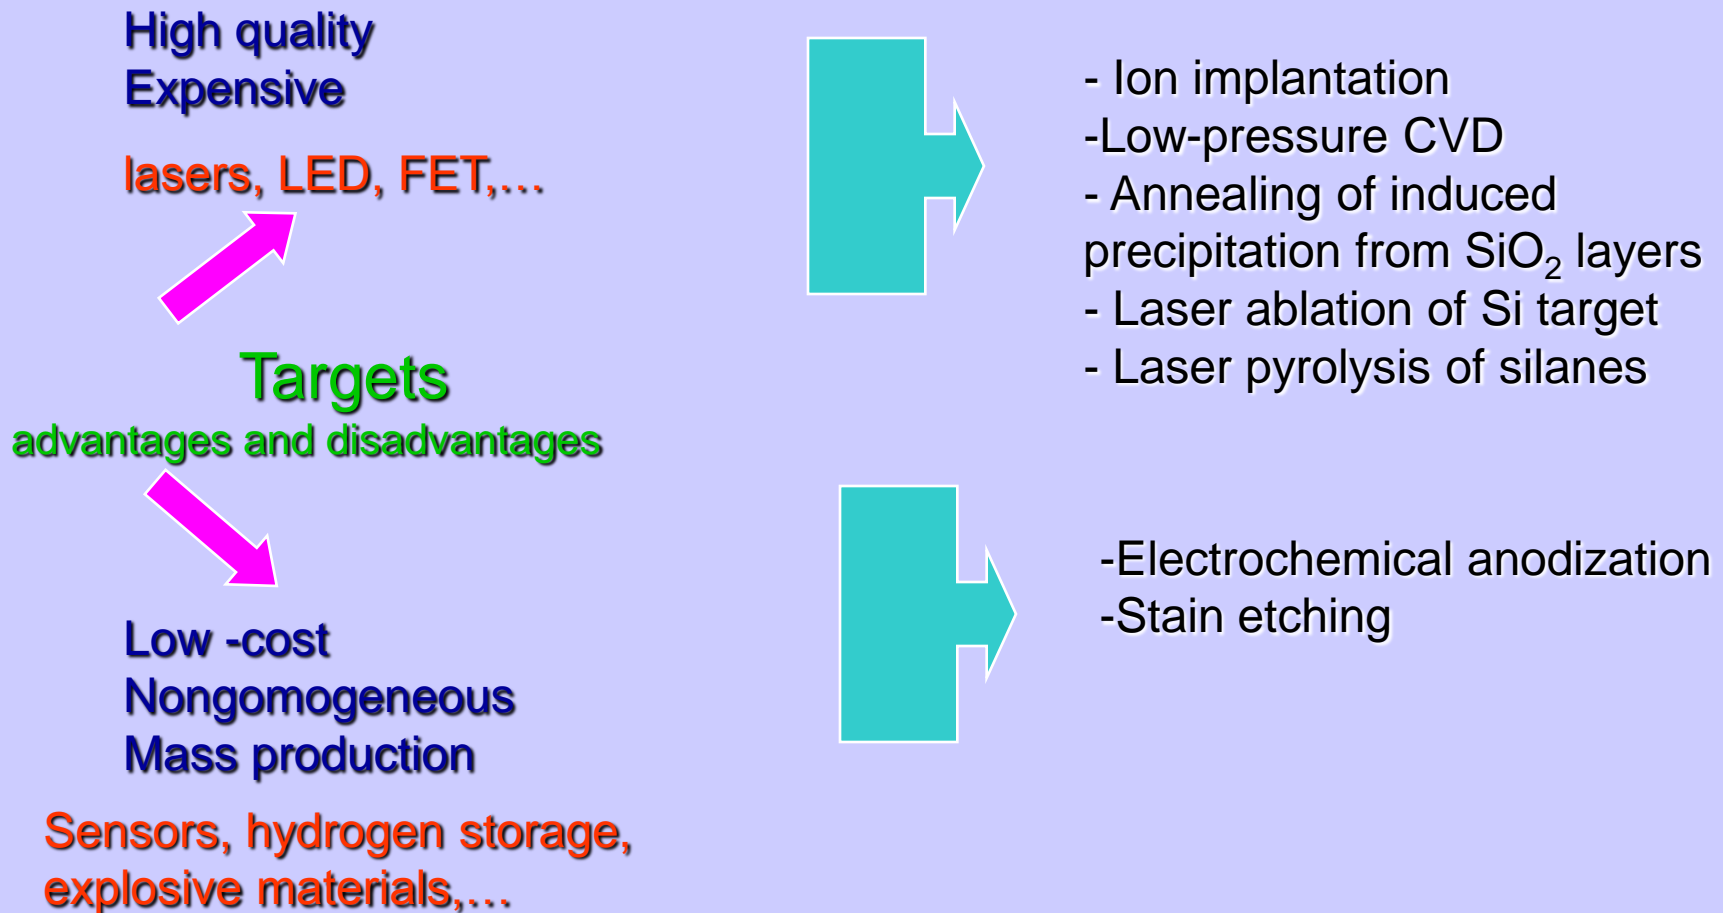 High quality
Expensive
lasers, LED, FET,…
Targets
advantages and disadvantages
Low -cost
Nongomogeneous
Mass production
Sensors, hydrogen storage,
explosive materials,…
- Ion implantation
-Low-pressure CVD
- Annealing of induced
precipitation from SiO₂ layers
- Laser ablation of Si target
- Laser pyrolysis of silanes
-Electrochemical anodization
-Stain etching